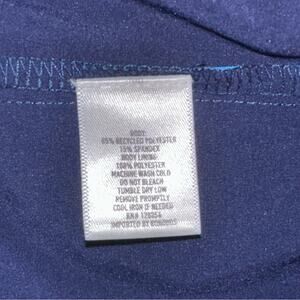 BODY:
85% RECYCLED POLYESTER
15% SPANDEX
BODY LINING:
100% POLYESTER
MACHINE WASH COLD
DO NOT BLEACH
TUMBLE DRY LOW
REMOVE PROMPTLY
COOL IRON IF NEEDED
RN#
IMPORTED BY